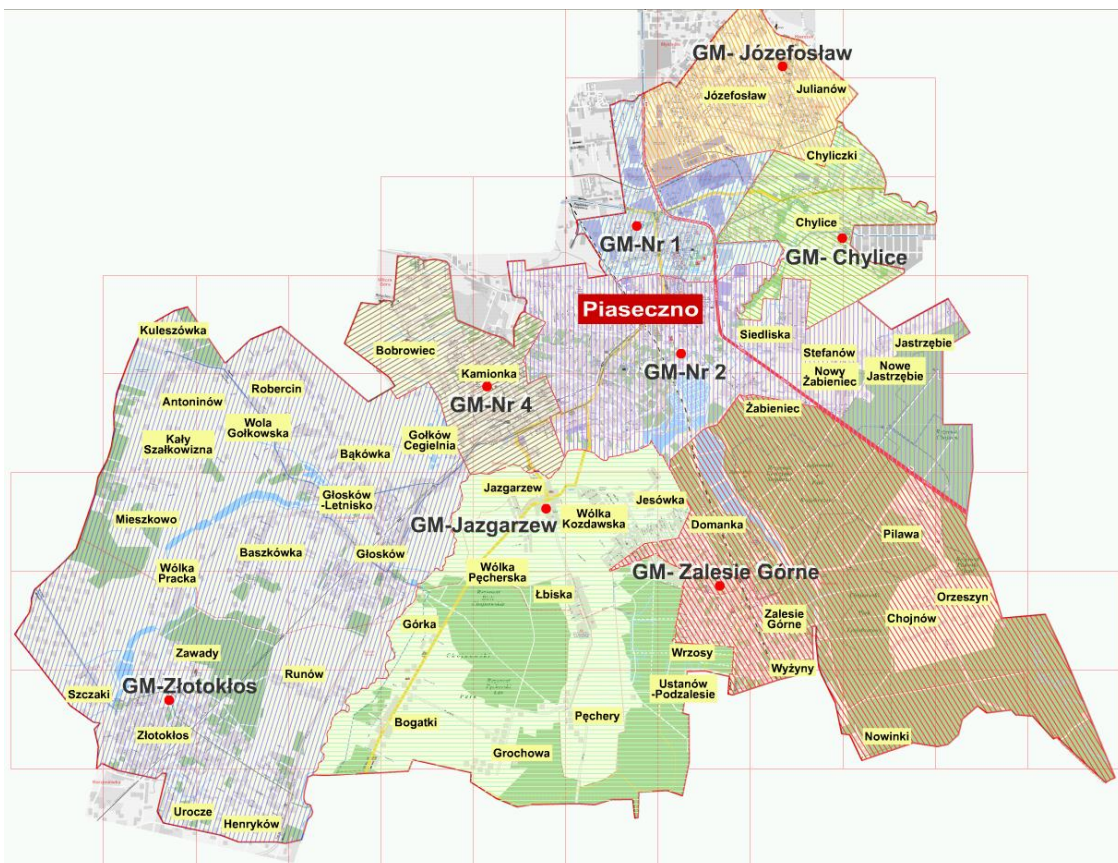 GM- Józefosław
Józefosław
Julianów
Chyliczki
Chylice
GM- Chylice
GM-Nr 1
Piaseczno
GM-Nr 2
Siedliska
Stefanów
Nowy
Żabieniec
Nowe
Jastrzębie
Jastrzębie
Żabieniec
Kuleszówka
Bobrowiec
Kamionka
GM-Nr 4
Robercin
Antoninów
Wola
Gołkowska
Kały
Szałkowizna
Bąkówka
Gołków
Cegielnia
Głosków
-Letnisko
Mieszkowo
Baszkówka
Głosków
Wólka
Pracka
Jazgarzew
GM-Jazgarzew
Wólka
Kozdawska
Jesówka
Domanka
Pilawa
GM- Zalesie Górne
Wólka
Pęcherska
Łbiska
Orzeszyn
Chojnów
Zalesie
Górne
Górka
Wrzosy
Wyżyny
Zawady
Runów
Szczaki
GM-Złotokłos
Złotokłos
Ustanów
-Podzalesie
Bogatki
Pęchery
Grochowa
Nowinki
Urocze
Henryków